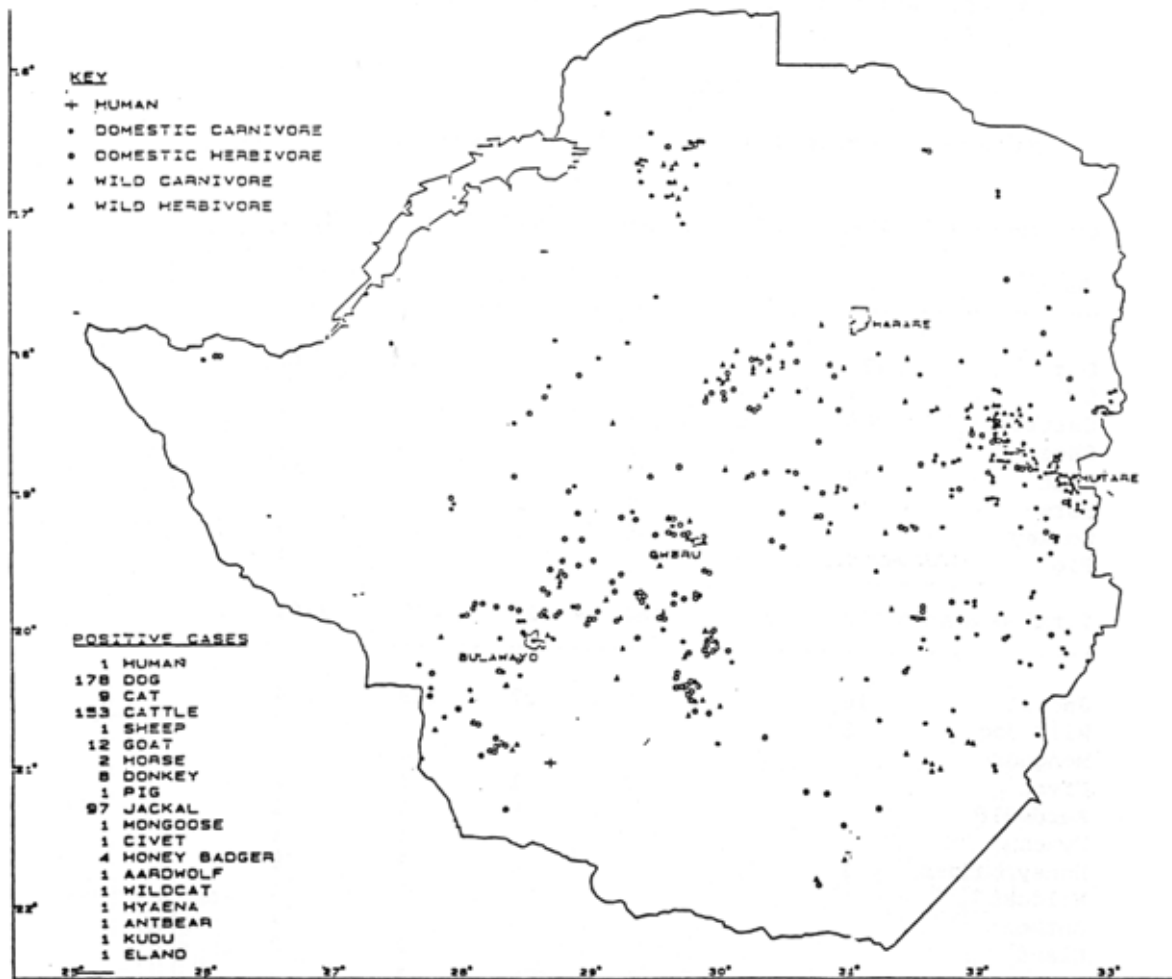 KEY
+ HUMAN
• DOMESTIC CARNIVORE
o DOMESTIC HERBIVORE
▲ WILD CARNIVORE
▲ WILD HERBIVORE
HARARE
MUTARE
GWERU
BULAWAYO
POSITIVE CASES
1 HUMAN
178 DOG
9 CAT
153 CATTLE
1 SHEEP
12 GOAT
2 HORSE
8 DONKEY
1 PIG
97 JACKAL
1 MONGOOSE
1 CIVET
4 HONEY BADGER
1 AARDWOLF
1 WILDCAT
1 HYAENA
1 ANTBEAR
1 KUDU
1 ELAND
20°
21°
22°
25° 26° 27° 28° 29° 30° 31° 32° 33°